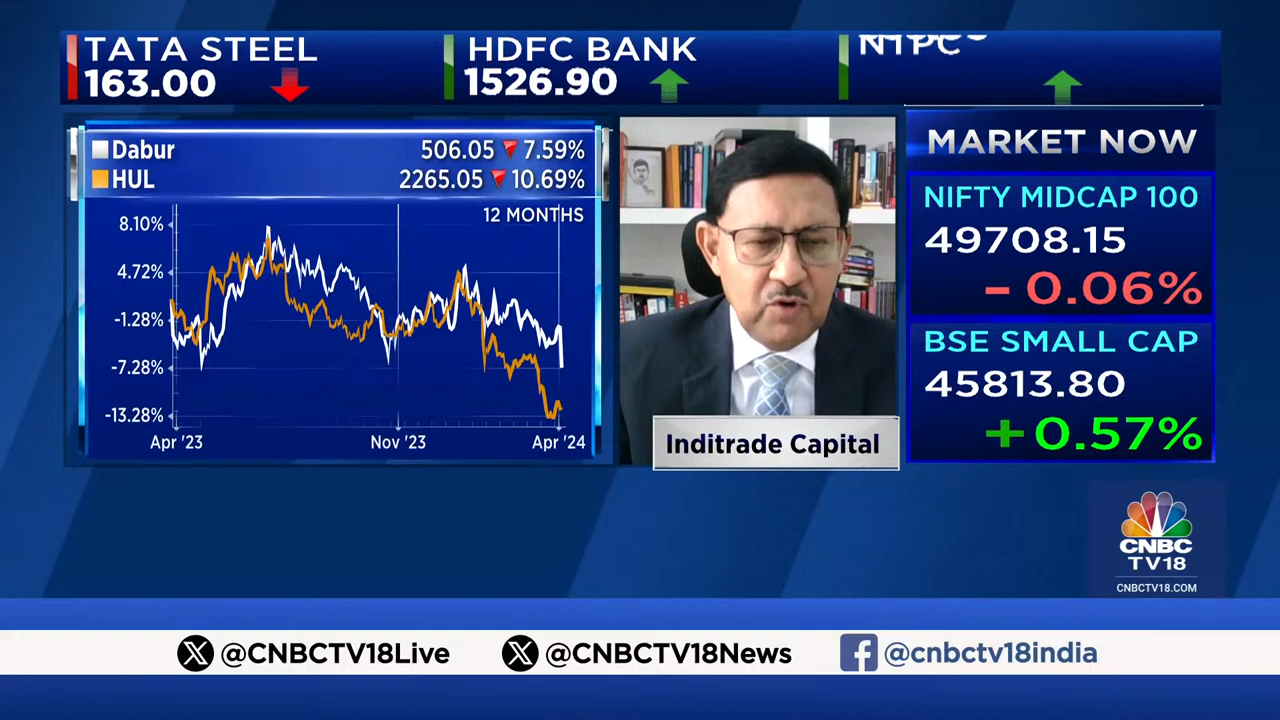 TATA STEEL
163.00
HDFC BANK
1526.90
NTPC
Dabur 506.05 7.59%
HUL 2265.05 10.69%
12 MONTHS
8.10%
4.72%
-1.28%
-7.28%
-13.28%
Apr '23 Nov '23 Apr '24
Inditrade Capital
MARKET NOW
NIFTY MIDCAP 100
49708.15
- 0.06%
BSE SMALL CAP
45813.80
+ 0.57%
CNBC
TV18
CNBCTV18.COM
@CNBCTV18Live @CNBCTV18News @cnbctv18india